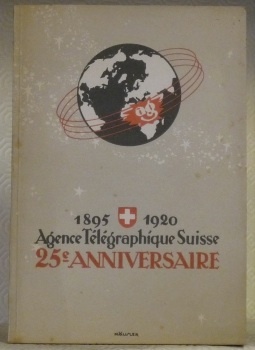 1895 1920
Agence Télégraphique Suisse
25e ANNIVERSAIRE